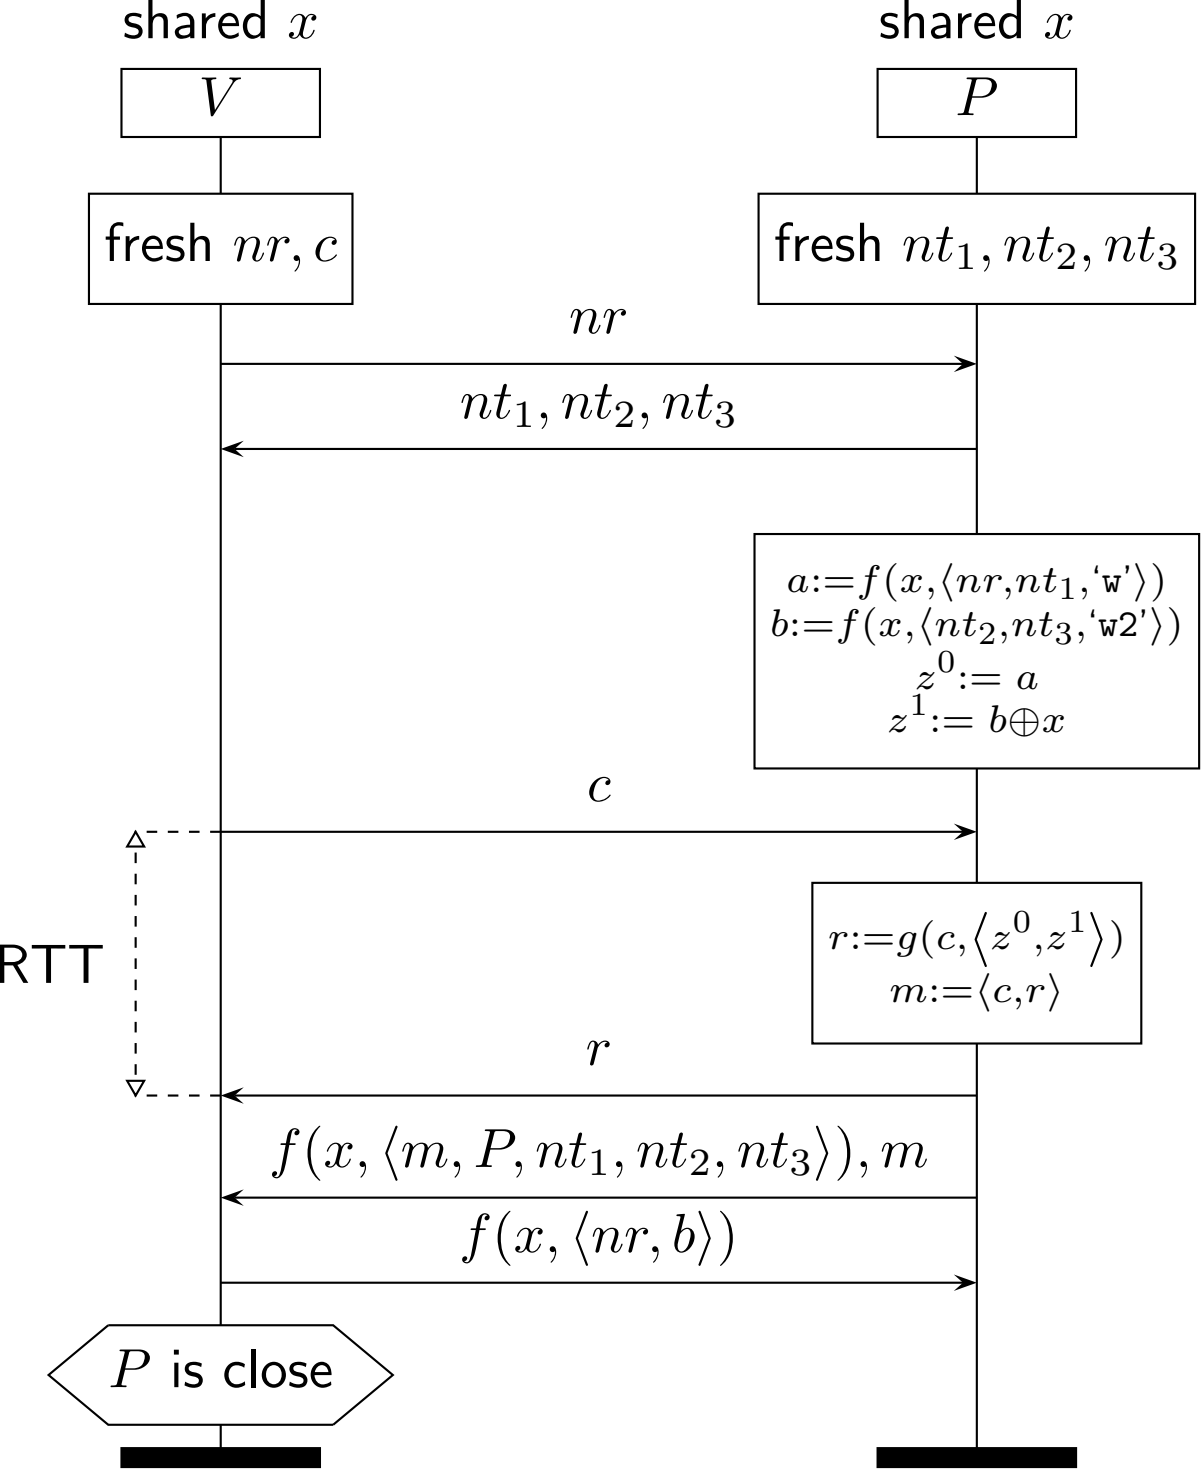 shared x shared x
V P
fresh nr, c fresh nt₁, nt₂, nt₃
nr
nt₁, nt₂, nt₃
a:=f(x,⟨nr,nt₁,‘w’⟩)
b:=f(x,⟨nt₂,nt₃,‘w2’⟩)
z⁰:= a
z¹:= b⊕x
c
r:=g(c,⟨z⁰,z¹⟩)
m:=⟨c,r⟩
RTT
r
f(x, ⟨m, P, nt₁, nt₂, nt₃⟩), m
f(x, ⟨nr, b⟩)
P is close